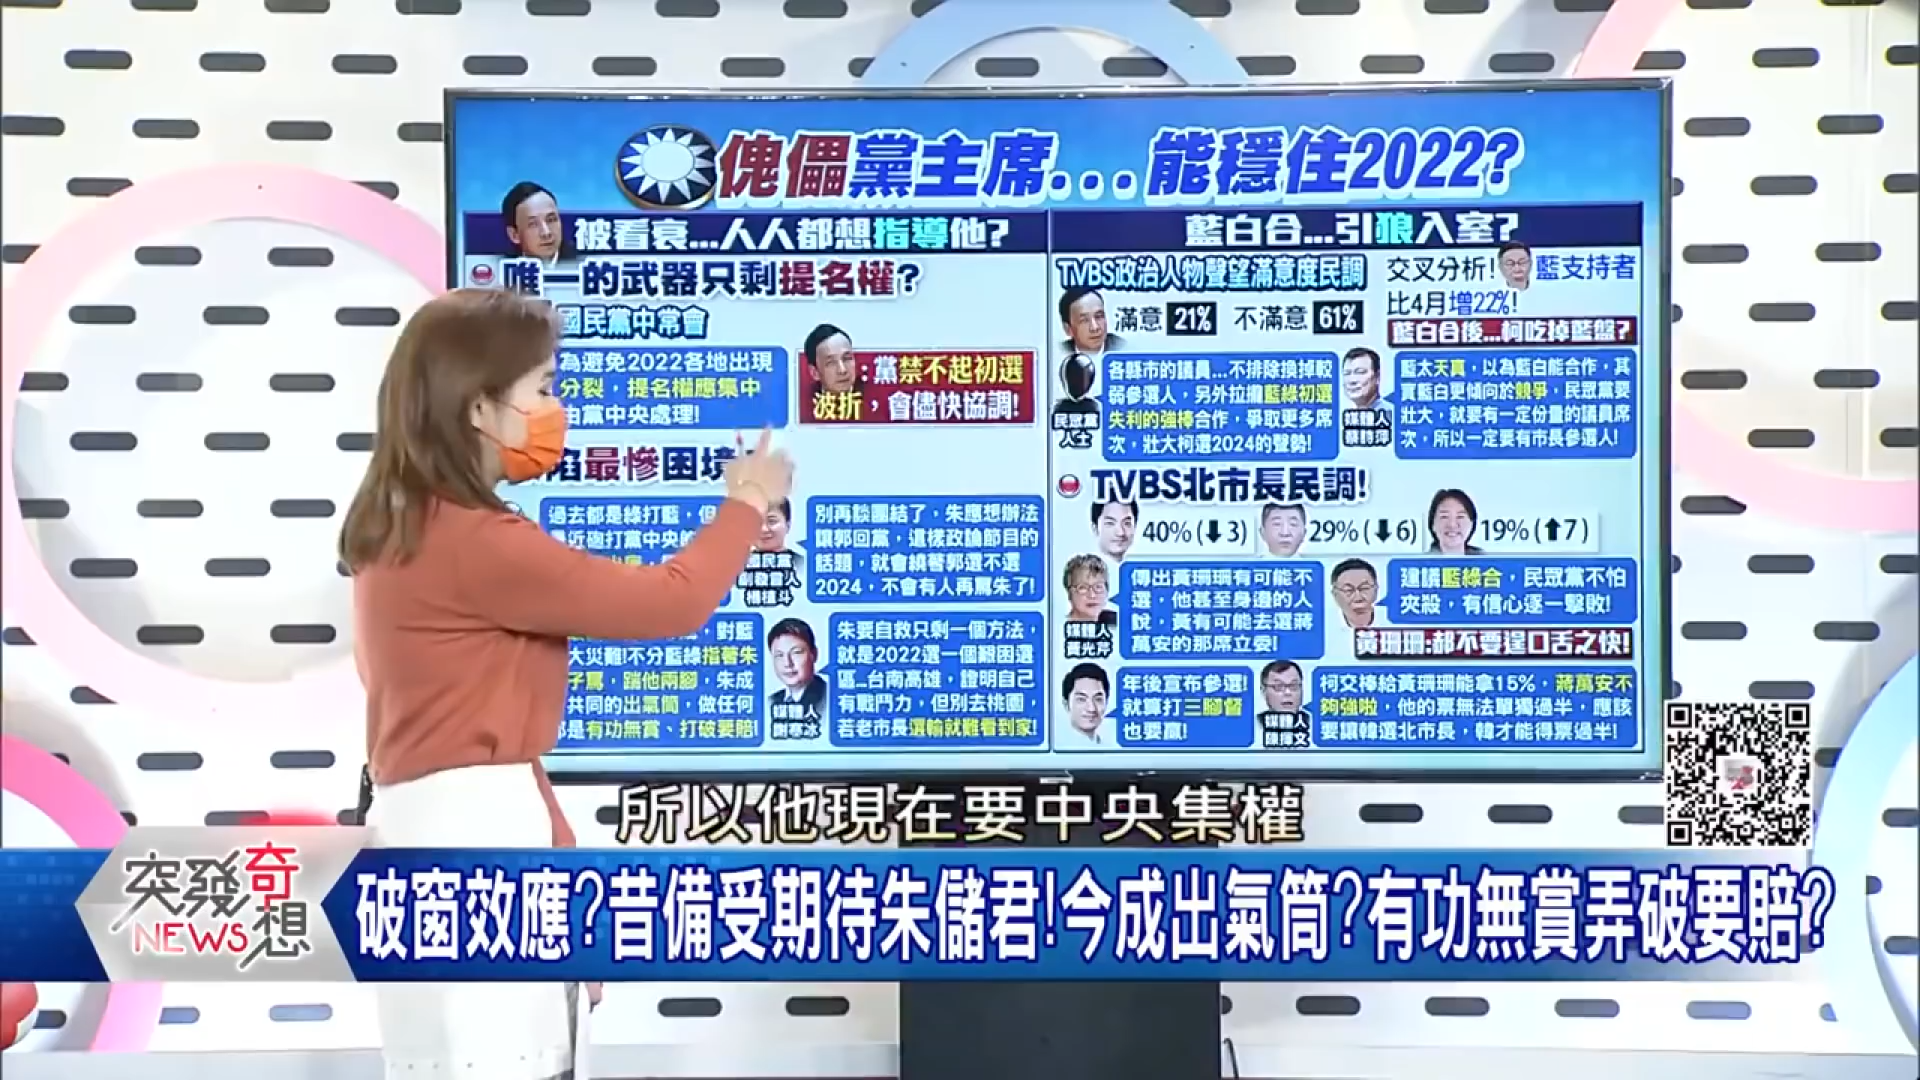 傀儡黨主席...能穩住2022?
被看衰...人人都想指導他?
唯一的武器只剩提名權?
國民黨中常會
為避免2022各地出現
分裂，提名權應集中
由黨中央處理!
:黨禁不起初選
波折，會儘快協調!
陷最慘困境
過去都是綠打藍，但
近砲打黨中央的
國民黨
副發言人
楊植斗
別再談團結了，朱應想辦法
讓郭回黨，這樣政論節目的
話題，就會繞著郭選不選
2024，不會有人再罵朱了!
，對藍
大災難!不分藍綠指著朱
子罵，踹他兩腳，朱成
共同的出氣筒，做任何
是有功無賞、打破要賠!
媒體人
謝寒冰
朱要自救只剩一個方法，
就是2022選一個艱困選
區...台南高雄，證明自己
有戰鬥力，但別去桃園，
若老市長選輸就難看到家!
藍白合...引狼入室?
TVBS政治人物聲望滿意度民調
滿意 21% 不滿意 61%
交叉分析! 藍支持者
比4月增22%!
藍白合後...柯吃掉藍盤?
民眾黨
人士
各縣市的議員...不排除換掉較
弱參選人，另外拉攏藍綠初選
失利的強棒合作，爭取更多席
次，壯大柯選2024的聲勢!
媒體人
藍太天真，以為藍白能合作，其
實藍白更傾向於競爭，民眾黨要
壯大，就要有一定份量的議員席
次，所以一定要有市長參選人!
TVBS北市長民調!
40%(⬇3) 29%(⬇6) 19%(⬆7)
媒體人
黃光芹
傳出黃珊珊有可能不
選，他甚至身邊的人
說，黃有可能去選蔣
萬安的那席立委!
建議藍綠合，民眾黨不怕
夾殺，有信心逐一擊敗!
黃珊珊:郝不要逞口舌之快!
年後宣布參選!
就算打三腳督
也要贏!
媒體人
陳揮文
柯交棒給黃珊珊能拿15%，蔣萬安不
夠強啦，他的票無法單獨過半，應該
要讓韓選北市長，韓才能得票過半!
所以他現在要中央集權
突發奇想
NEWS
破窗效應?昔備受期待朱儲君!今成出氣筒?有功無賞弄破要賠?